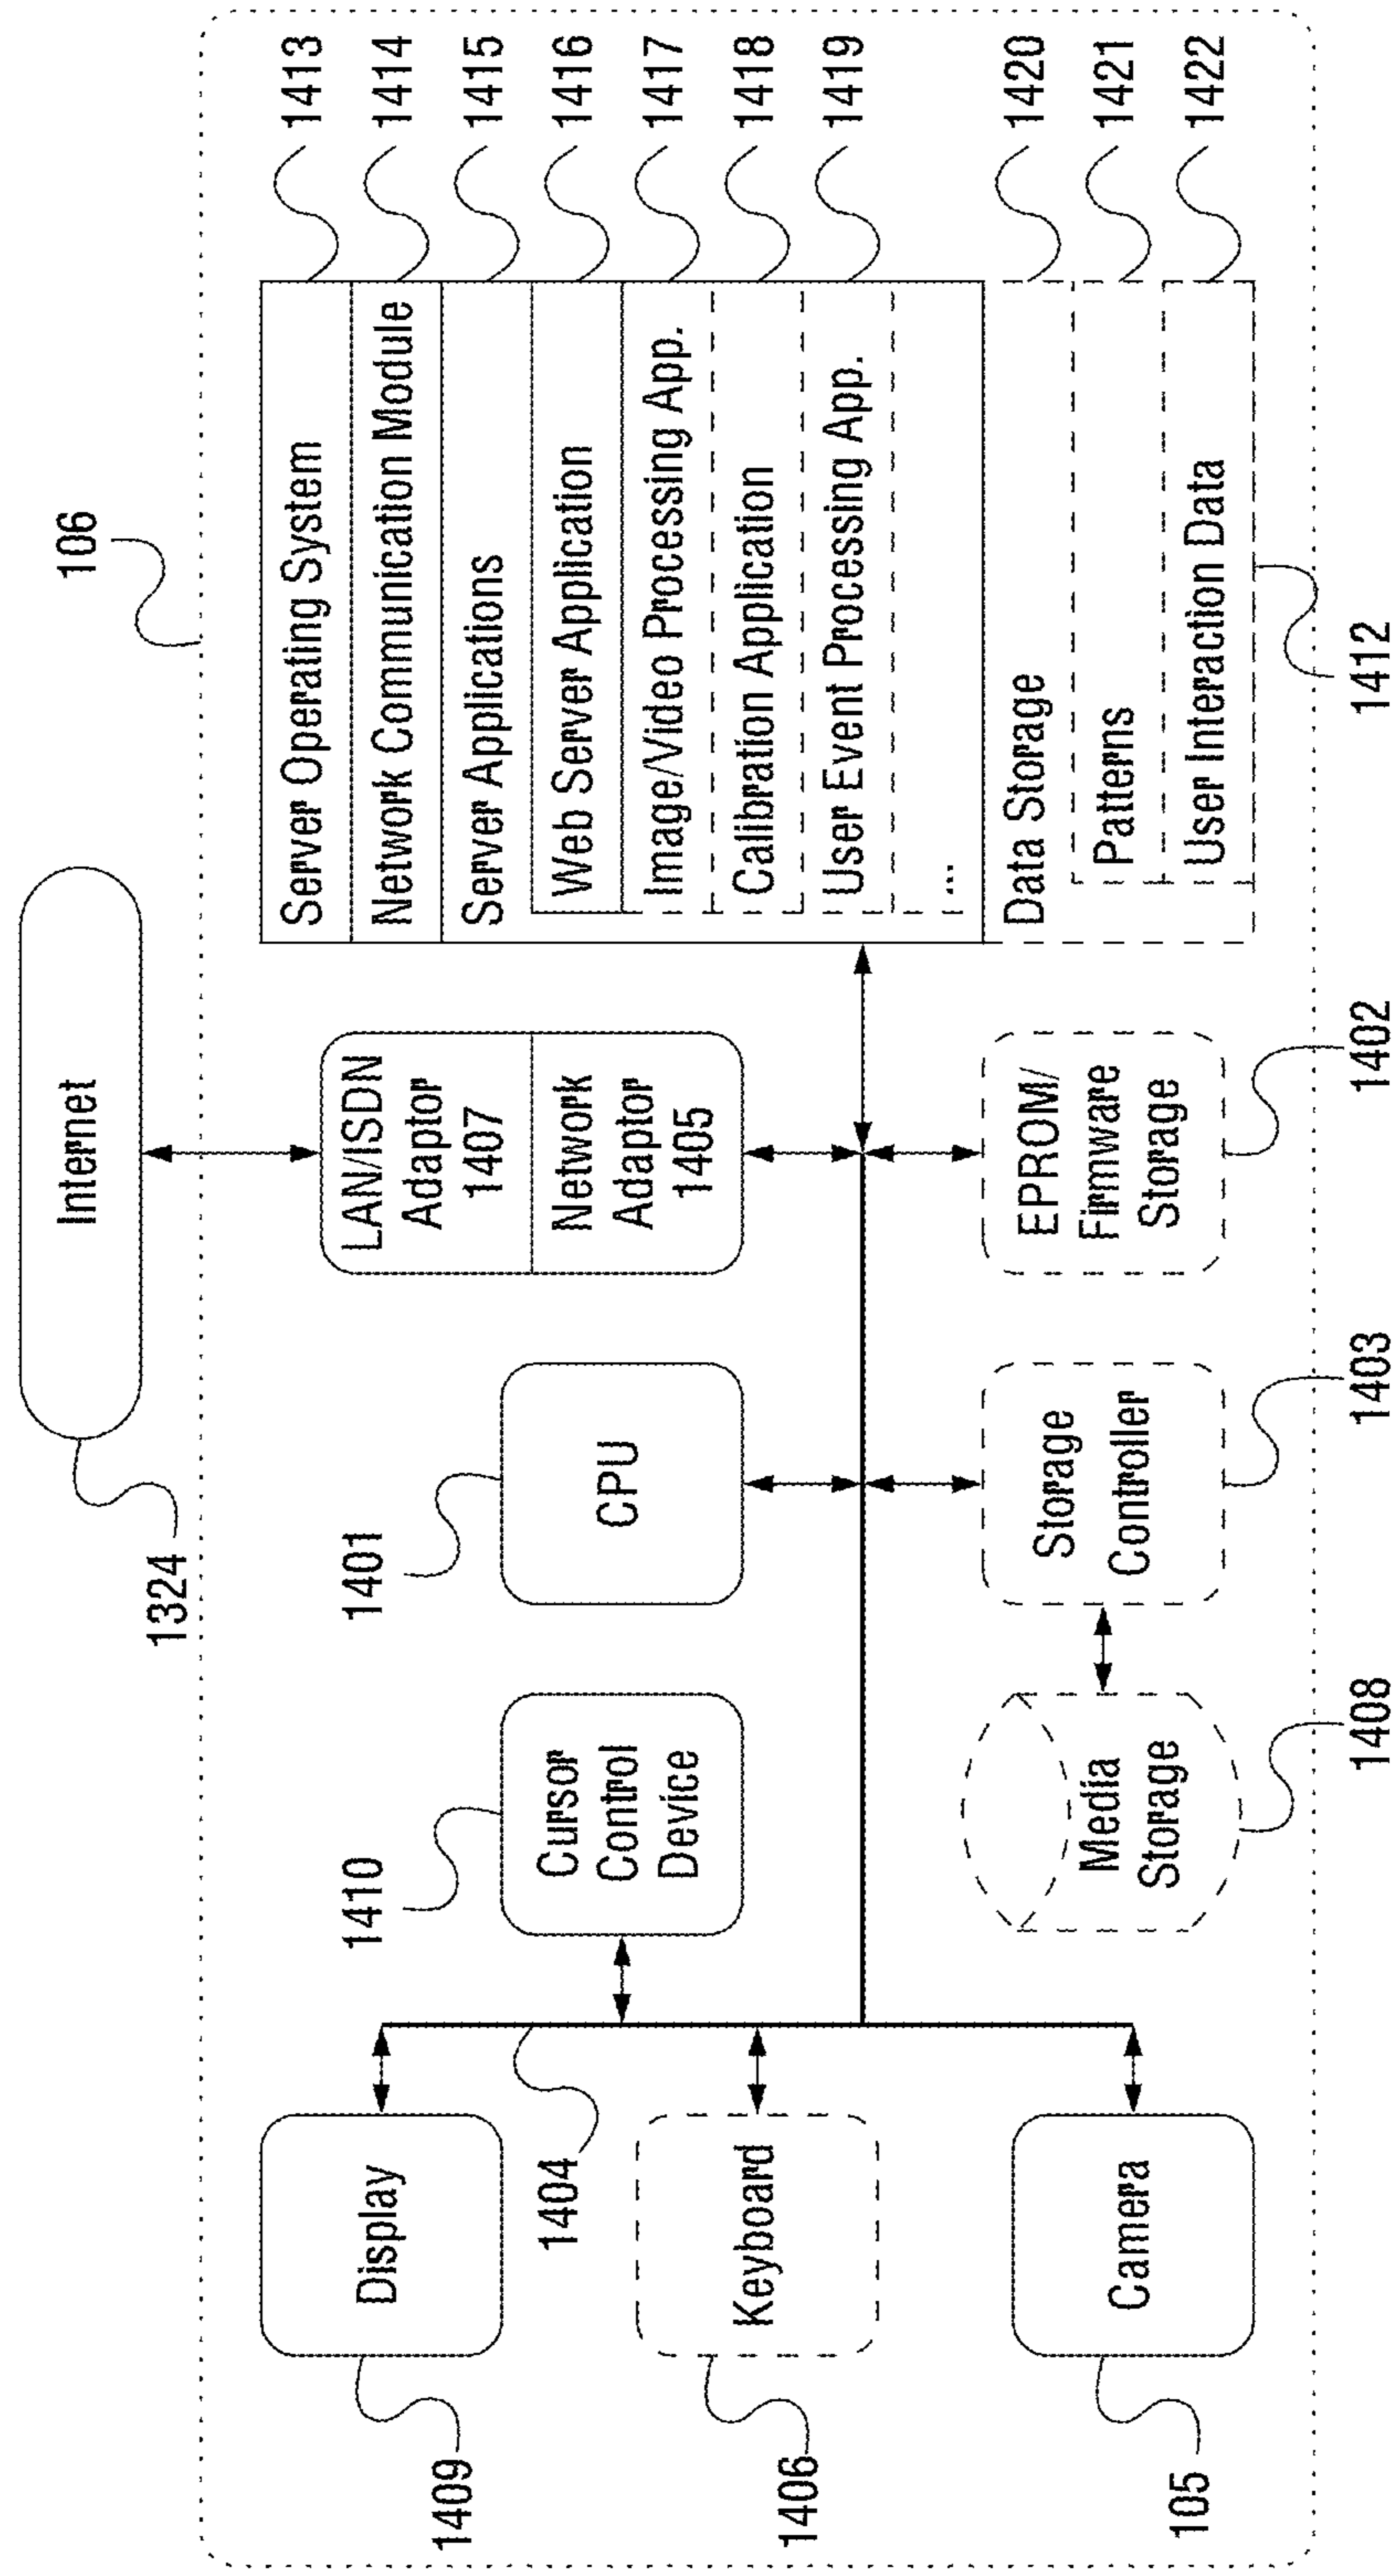 Internet
1324
106
Display
1409
Keyboard
1406
Camera
105
1404
Cursor
Control
Device
1410
CPU
1401
LAN/ISDN
Adaptor
1407
Network
Adaptor
1405
Media
Storage
1408
Storage
Controller
1403
EPROM/
Firmware
Storage
1402
Server Operating System
1413
Network Communication Module
1414
Server Applications
1415
Web Server Application
1416
Image/Video Processing App.
1417
Calibration Application
1418
User Event Processing App.
1419
...
Data Storage
1420
Patterns
1421
User Interaction Data
1422
1412